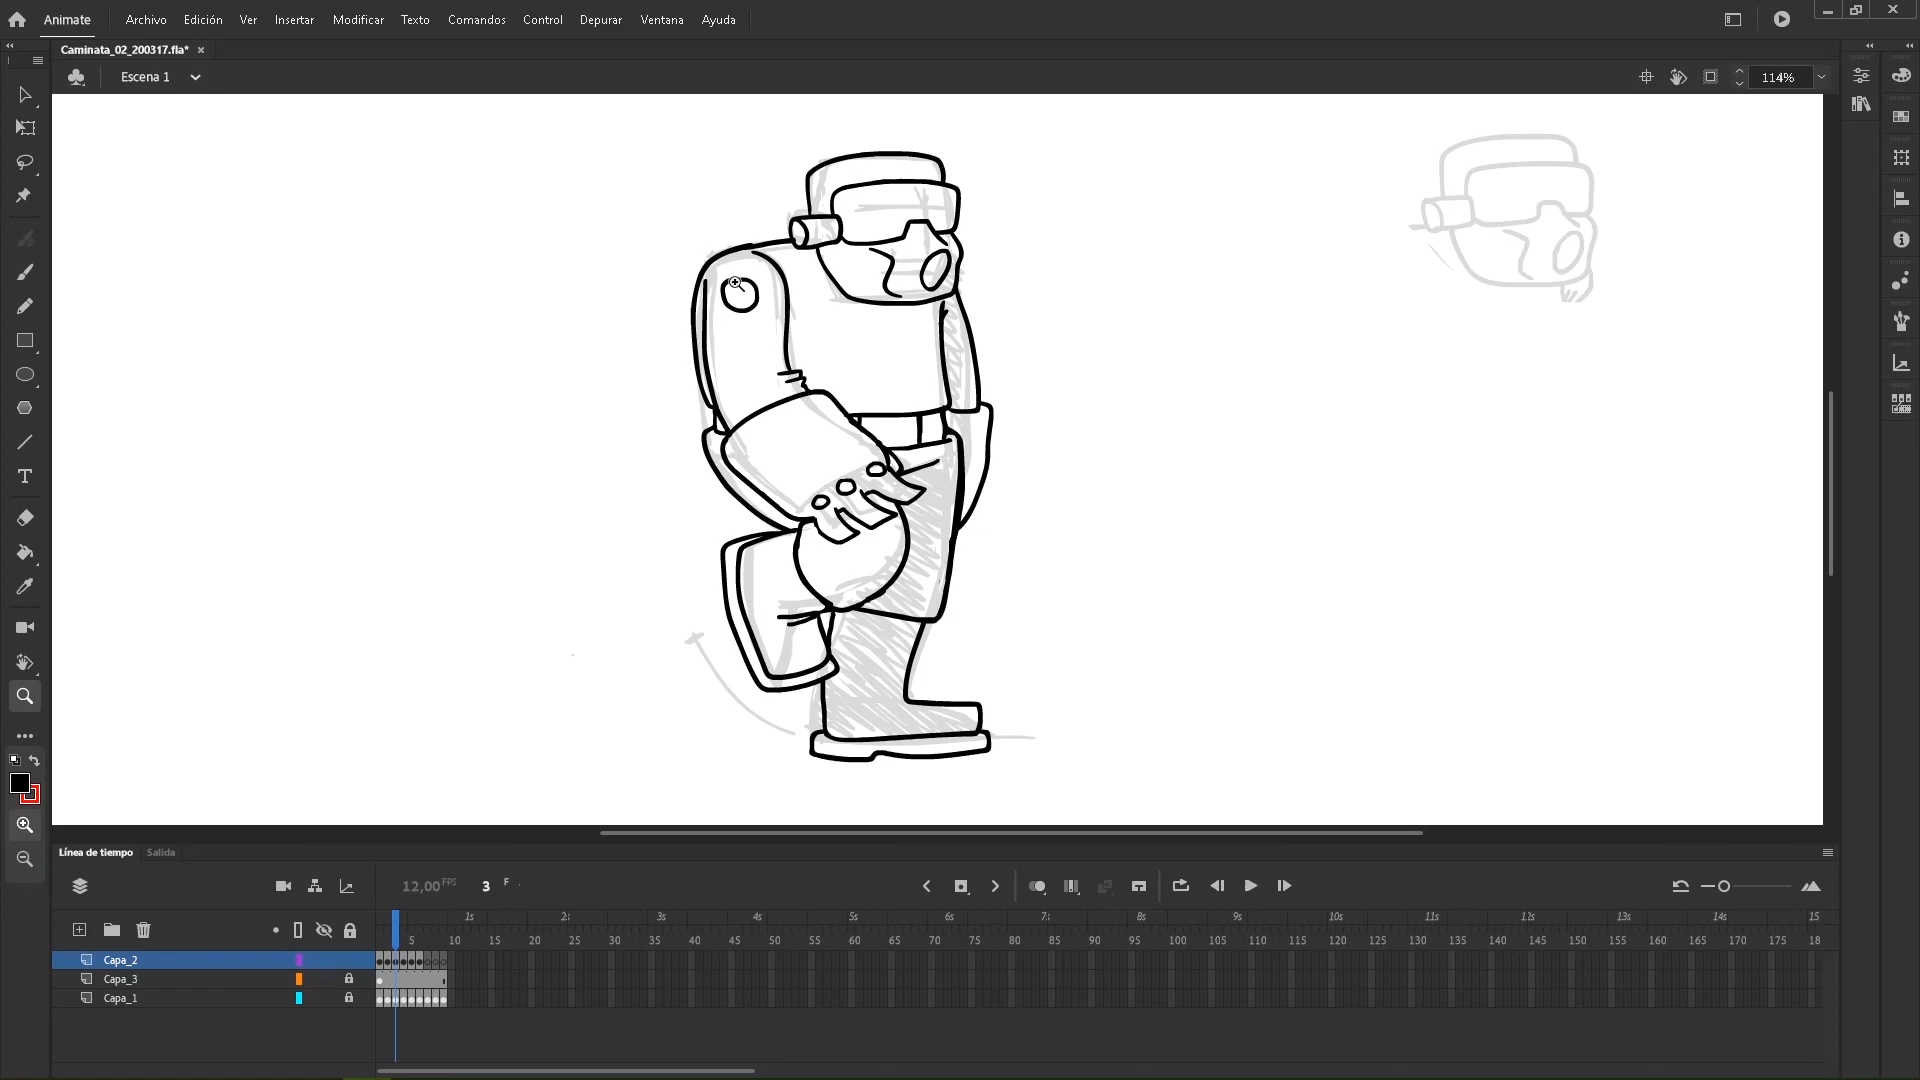 Animate Archivo Edición Ver Insertar Modificar Texto Comandos Control Depurar Ventana Ayuda
Caminata_02_200317.fla*
Escena 1
114%
Línea de tiempo Salida
12,00 FPS 3 F
1s 2s 3s 4s 5s 6s 7s 8s 9s 10s 11s 12s 13s 14s 15
5 10 15 20 25 30 35 40 45 50 55 60 65 70 75 80 85 90 95 100 105 110 115 120 125 130 135 140 145 150 155 160 165 170 175 18
Capa_2
Capa_3
Capa_1